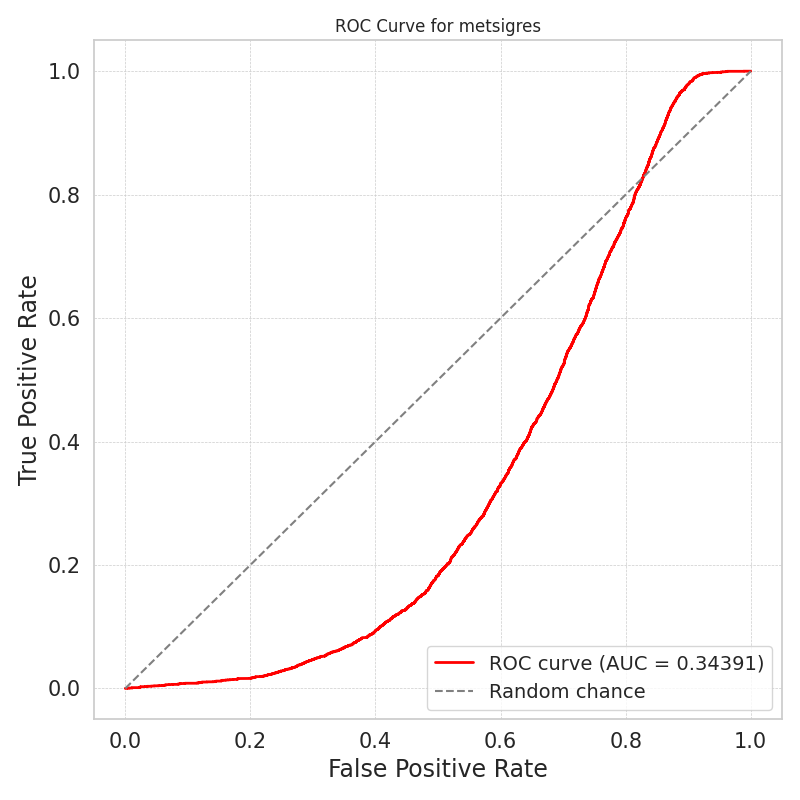 ROC Curve for metsigres
True Positive Rate
1.0
0.8
0.6
0.4
0.2
0.0
ROC curve (AUC = 0.34391)
Random chance
0.0 0.2 0.4 0.6 0.8 1.0
False Positive Rate